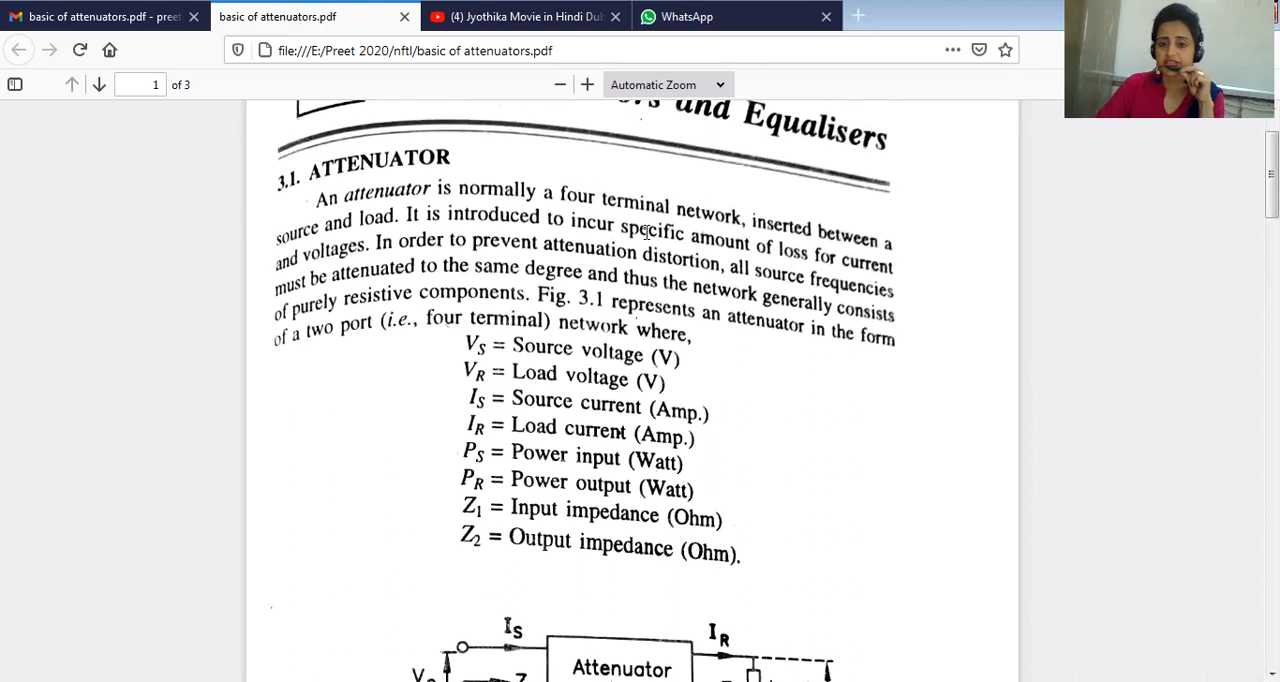 basic of attenuators.pdf - preet
basic of attenuators.pdf
(4) Jyothika Movie in Hindi Dub
WhatsApp
file:///E:/Preet 2020/nftl/basic of attenuators.pdf
1 of 3
Automatic Zoom
and Equalisers
3.1. ATTENUATOR
An attenuator is normally a four terminal network, inserted between a
source and load. It is introduced to incur specific amount of loss for current
and voltages. In order to prevent attenuation distortion, all source frequencies
must be attenuated to the same degree and thus the network generally consists
of purely resistive components. Fig. 3.1 represents an attenuator in the form
of a two port (i.e., four terminal) network where,
VS = Source voltage (V)
VR = Load voltage (V)
IS = Source current (Amp.)
IR = Load current (Amp.)
PS = Power input (Watt)
PR = Power output (Watt)
Z1 = Input impedance (Ohm)
Z2 = Output impedance (Ohm).
IS
IR
Attenuator